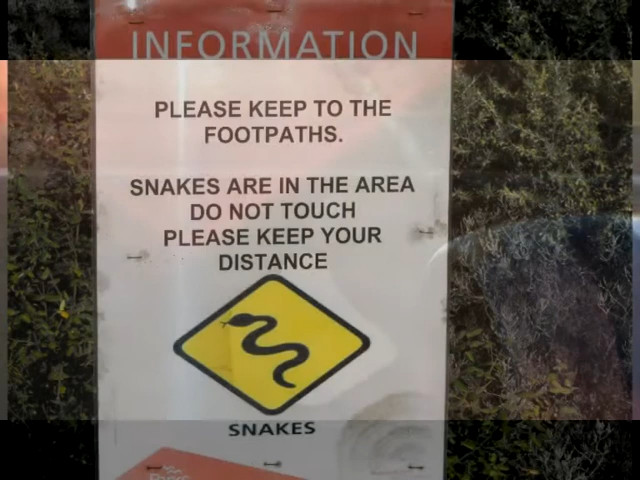 INFORMATION
PLEASE KEEP TO THE
FOOTPATHS.
SNAKES ARE IN THE AREA
DO NOT TOUCH
PLEASE KEEP YOUR
DISTANCE
SNAKES